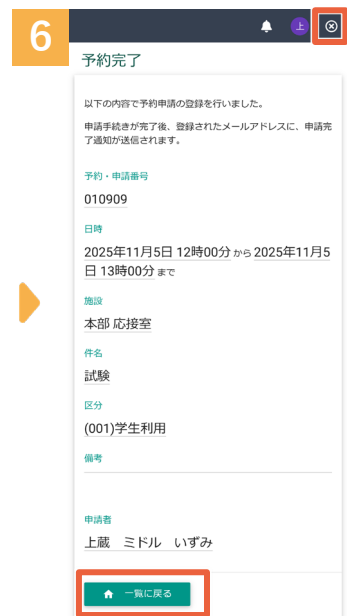 6
上
予約完了
以下の内容で予約申請の登録を行いました。
申請手続きが完了後、登録されたメールアドレスに、申請完
了通知が送信されます。
予約・申請番号
010909
日時
2025年11月5日 12時00分 から 2025年11月5
日 13時00分 まで
施設
本部 応接室
件名
試験
区分
(001)学生利用
備考
申請者
上蔵　ミドル　いずみ
一覧に戻る